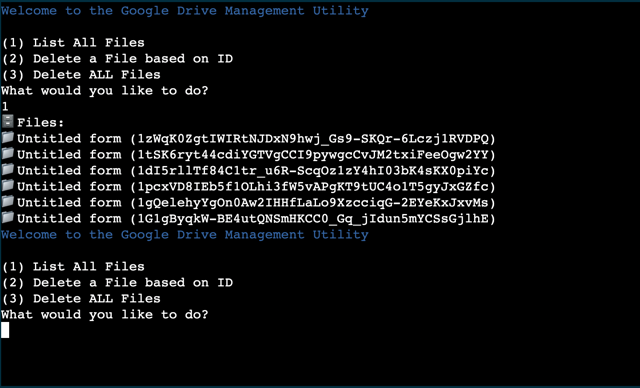 Welcome to the Google Drive Management Utility
(1) List All Files
(2) Delete a File based on ID
(3) Delete ALL Files
What would you like to do?
1
Files:
Untitled form (1zWqK0ZgtIWIRtNJDxN9hwj_Gs9-SKQr-6Lczj1RVDPQ)
Untitled form (1tSK6ryt44cdiYGTVgCCI9pywgcCvJM2txiFeeOgw2YY)
Untitled form (1dI5rllTf84C1tr_u6R-ScqOz1zY4hI03bK4sKX0piYc)
Untitled form (1pcxVD8IEb5f1OLhi3fW5vAPgKT9tUC4o1T5gyJxGZfc)
Untitled form (1gQelehyYgOn0Aw2IHHfLaLo9XzcciqG-2EYeKxJxvMs)
Untitled form (1G1gByqkW-BE4utQNSmHKCC0_Gq_jIdun5mYCSsGjlhE)
Welcome to the Google Drive Management Utility
(1) List All Files
(2) Delete a File based on ID
(3) Delete ALL Files
What would you like to do?